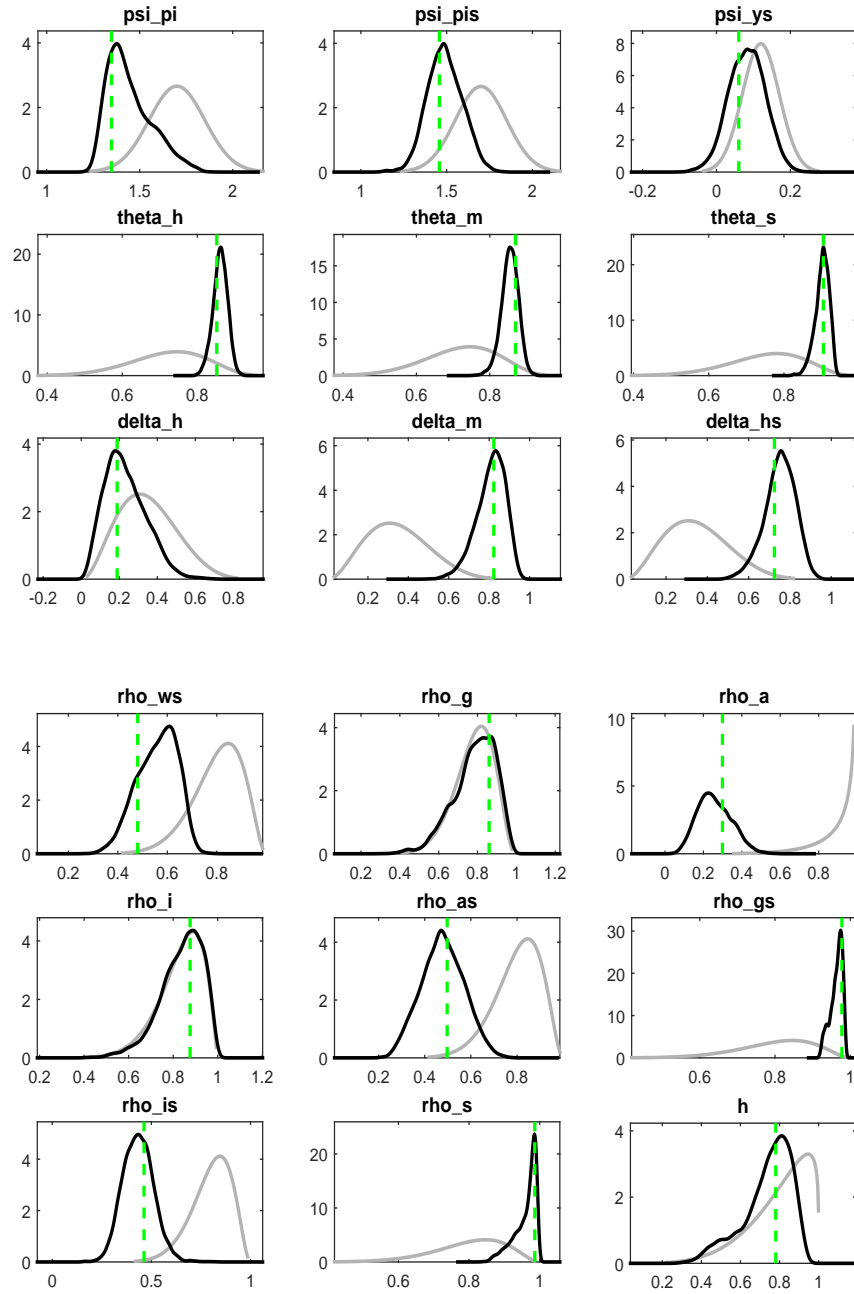 psi_pi psi_pis psi_ys
4 2 0 4 2 0 8 6 4 2 0
1 1.5 2 1 1.5 2 -0.2 0 0.2
theta_h theta_m theta_s
20 10 0 15 10 5 0 20 10 0
0.4 0.6 0.8 0.4 0.6 0.8 0.4 0.6 0.8
delta_h delta_m delta_hs
4 2 0 6 4 2 0 6 4 2 0
-0.2 0 0.2 0.4 0.6 0.8 0.2 0.4 0.6 0.8 1 0.2 0.4 0.6 0.8 1
rho_ws rho_g rho_a
4 2 0 4 2 0 10 5 0
0.2 0.4 0.6 0.8 0.2 0.4 0.6 0.8 1 1.2 0 0.2 0.4 0.6 0.8
rho_i rho_as rho_gs
4 2 0 4 2 0 30 20 10 0
0.2 0.4 0.6 0.8 1 1.2 0.2 0.4 0.6 0.8 0.6 0.8 1
rho_is rho_s h
4 2 0 20 10 0 4 2 0
0 0.5 1 0.6 0.8 1 0.2 0.4 0.6 0.8 1